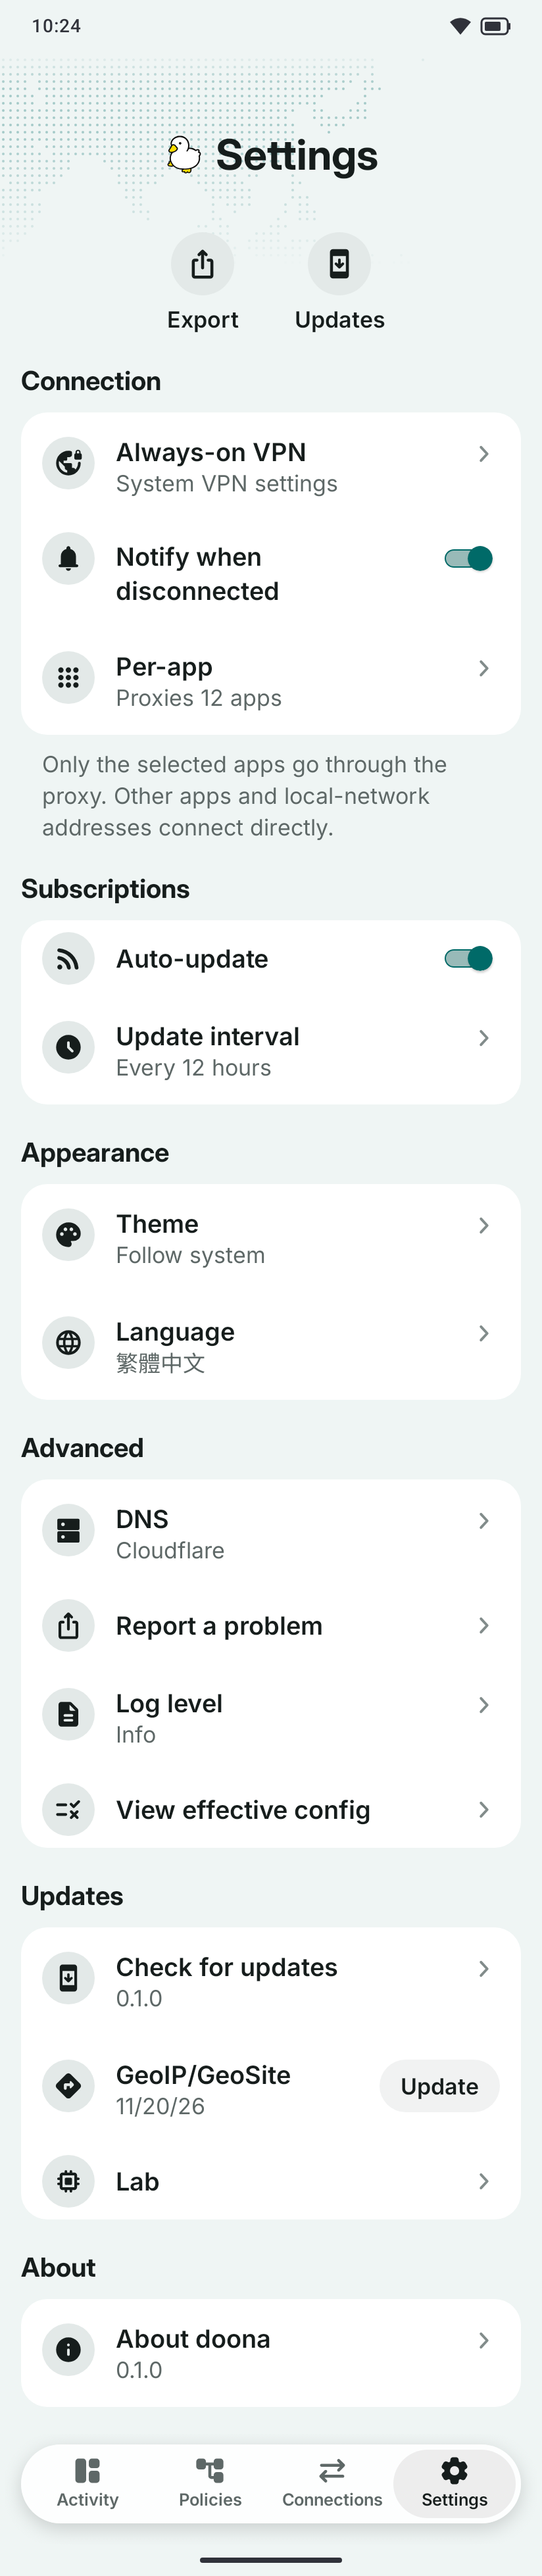 10:24
Settings
Export
Updates
Connection
Always-on VPN
System VPN settings
Notify when
disconnected
Per-app
Proxies 12 apps
Only the selected apps go through the
proxy. Other apps and local-network
addresses connect directly.
Subscriptions
Auto-update
Update interval
Every 12 hours
Appearance
Theme
Follow system
Language
繁體中文
Advanced
DNS
Cloudflare
Report a problem
Log level
Info
View effective config
Updates
Check for updates
0.1.0
GeoIP/GeoSite
11/20/26
Update
Lab
About
About doona
0.1.0
Activity
Policies
Connections
Settings